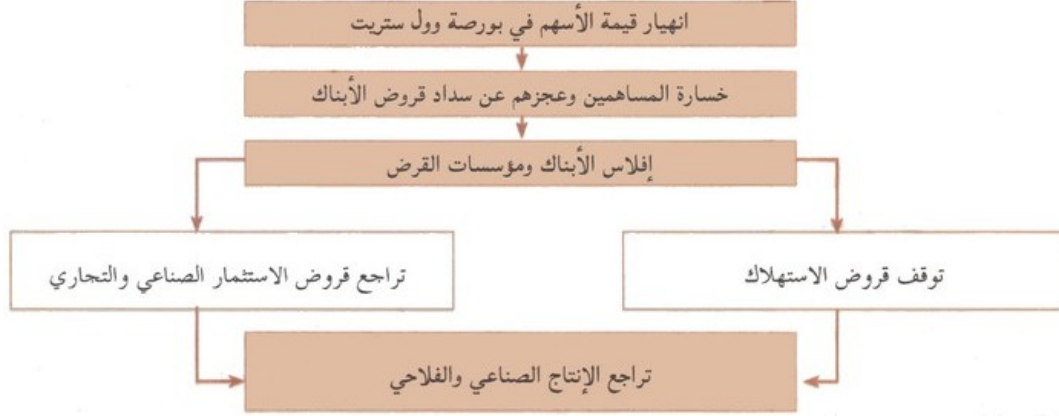 انهيار قيمة الأسهم في بورصة وول ستريت
خسارة المساهمين وعجزهم عن سداد قروض الأبناك
إفلاس الأبناك ومؤسسات القرض
توقف قروض الاستهلاك
تراجع قروض الاستثمار الصناعي والتجاري
تراجع الإنتاج الصناعي والفلاحي